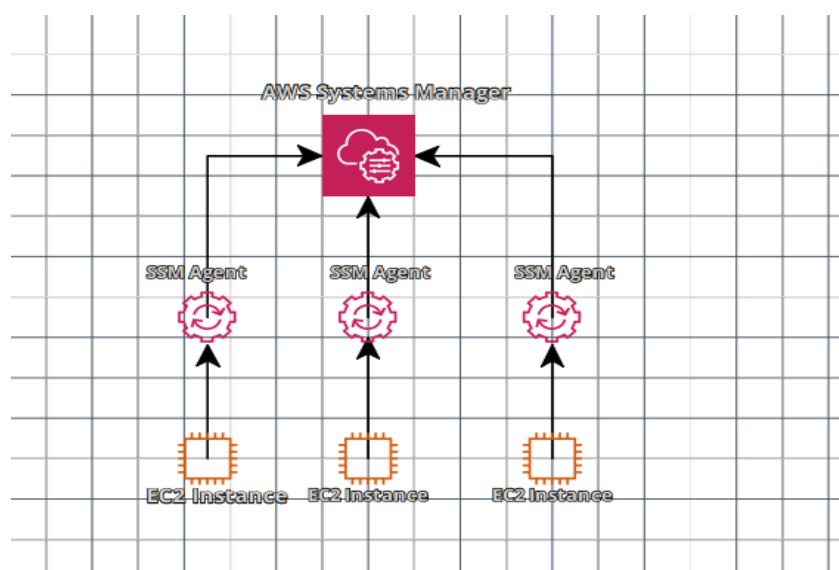 AWS Systems Manager
SSM Agent
SSM Agent
SSM Agent
EC2 Instance
EC2 Instance
EC2 Instance